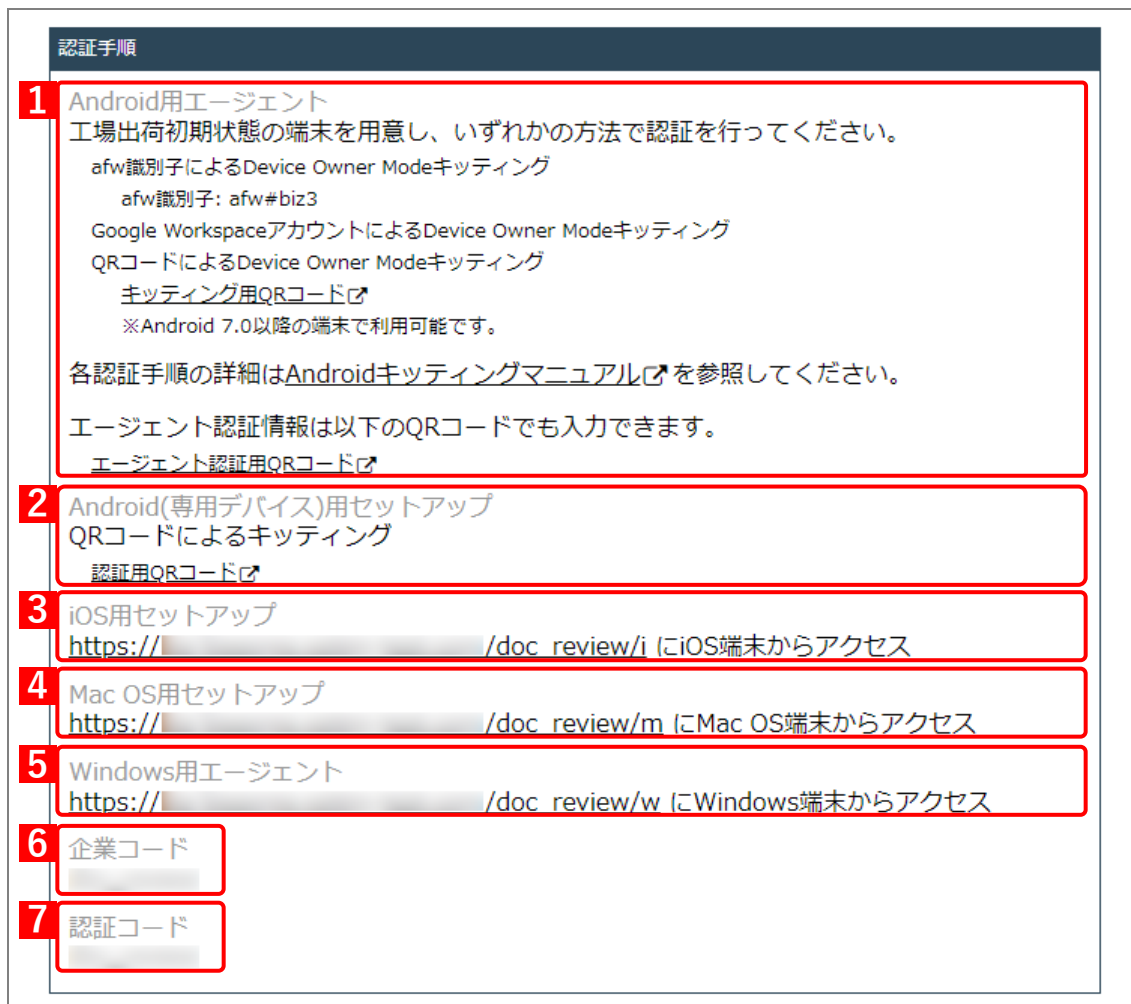 認証手順
1
Android用エージェント
工場出荷初期状態の端末を用意し、いずれかの方法で認証を行ってください。
afw識別子によるDevice Owner Modeキッティング
afw識別子: afw#biz3
Google WorkspaceアカウントによるDevice Owner Modeキッティング
QRコードによるDevice Owner Modeキッティング
キッティング用QRコード
※Android 7.0以降の端末で利用可能です。
各認証手順の詳細はAndroidキッティングマニュアルを参照してください。
エージェント認証情報は以下のQRコードでも入力できます。
エージェント認証用QRコード
2
Android(専用デバイス)用セットアップ
QRコードによるキッティング
認証用QRコード
3
iOS用セットアップ
https:// /doc_review/i にiOS端末からアクセス
4
Mac OS用セットアップ
https:// /doc_review/m にMac OS端末からアクセス
5
Windows用エージェント
https:// /doc_review/w にWindows端末からアクセス
6
企業コード
7
認証コード